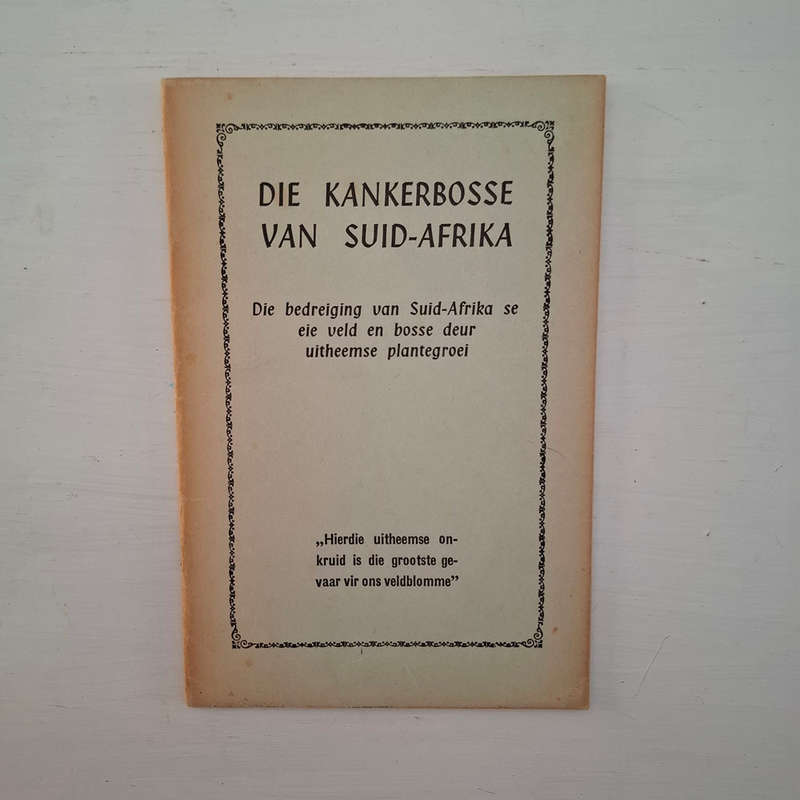 DIE KANKERBOSSE
VAN SUID-AFRIKA
Die bedreiging van Suid-Afrika se
eie veld en bosse deur
uitheemse plantegroei
„Hierdie uitheemse on-
kruid is die grootste ge-
vaar vir ons veldblomme”